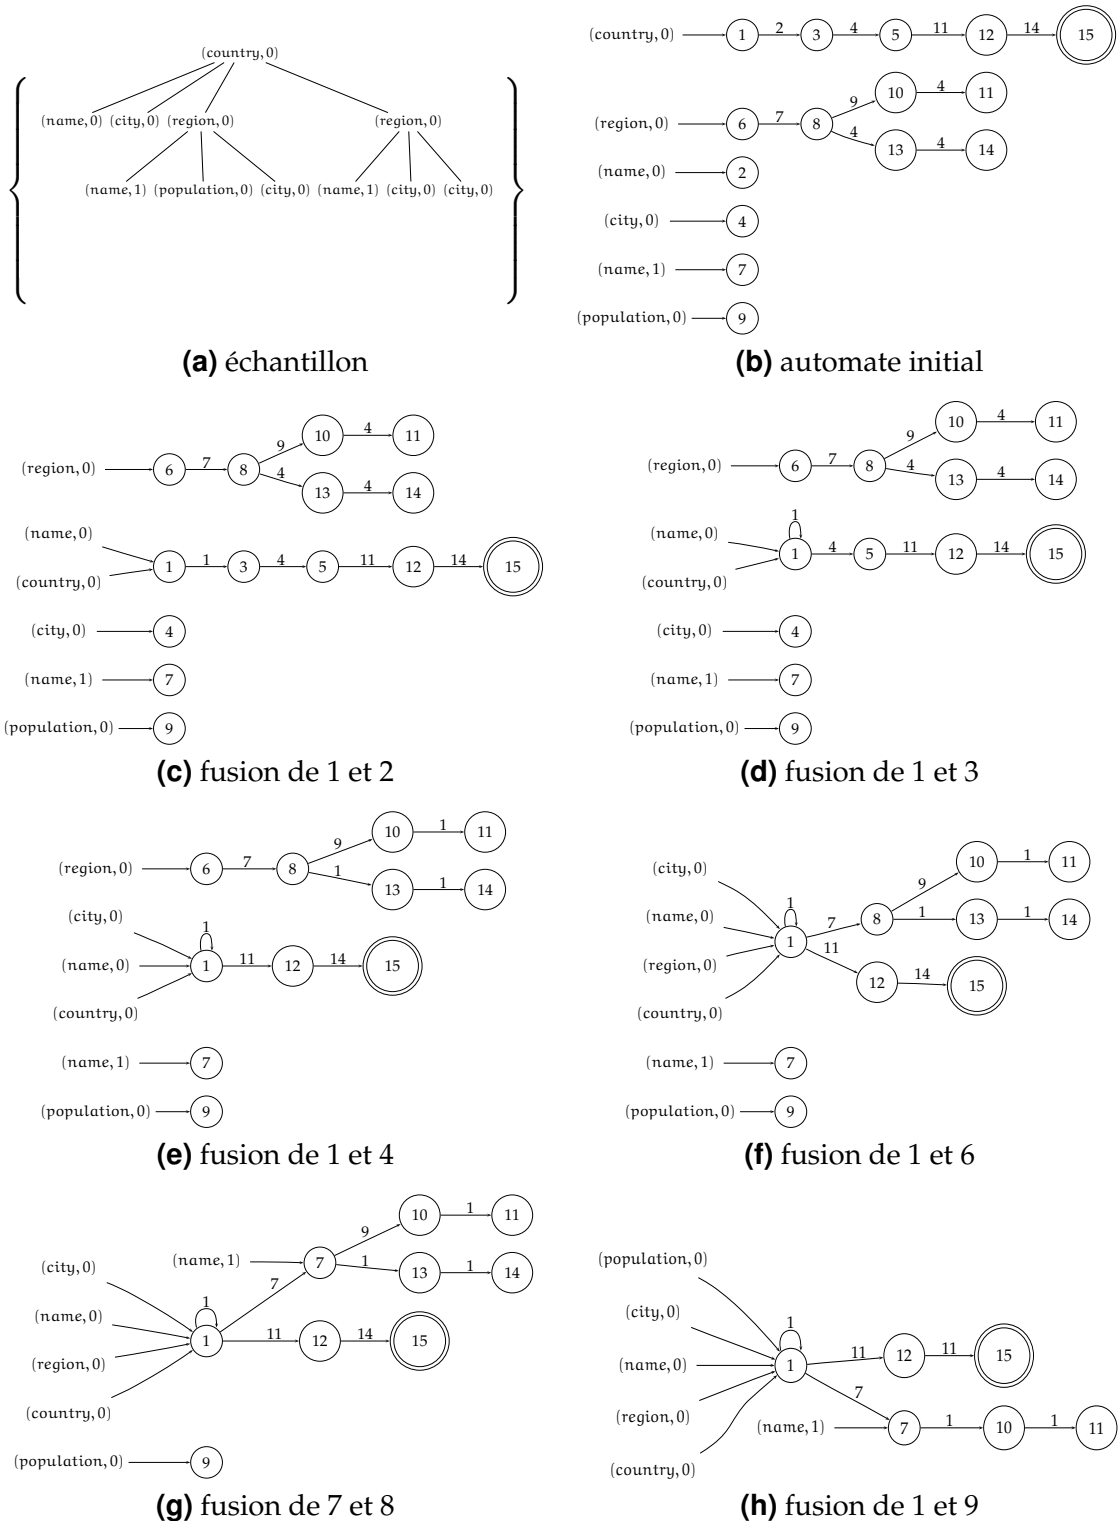 (country, 0)
(name, 0) (city, 0) (region, 0) (region, 0)
(name, 1) (population, 0) (city, 0) (name, 1) (city, 0) (city, 0)
(a) échantillon
(country, 0) 1 2 3 4 5 11 12 14 15
10 4 11
9
(region, 0) 6 7 8
4
13 4 14
(name, 0) 2
(city, 0) 4
(name, 1) 7
(population, 0) 9
(b) automate initial
10 4 11
9
(region, 0) 6 7 8
4
13 4 14
(name, 0)
1 1 3 4 5 11 12 14 15
(country, 0)
(city, 0) 4
(name, 1) 7
(population, 0) 9
(c) fusion de 1 et 2
10 4 11
9
(region, 0) 6 7 8
4
13 4 14
1
(name, 0)
1 4 5 11 12 14 15
(country, 0)
(city, 0) 4
(name, 1) 7
(population, 0) 9
(d) fusion de 1 et 3
10 1 11
9
(region, 0) 6 7 8
1
13 1 14
(city, 0)
1
(name, 0) 1 11 12 14 15
(country, 0)
(name, 1) 7
(population, 0) 9
(e) fusion de 1 et 4
10 1 11
(city, 0)
9
1
(name, 0) 7 8 1 13 1 14
1
11
(region, 0)
12 14 15
(country, 0)
(name, 1) 7
(population, 0) 9
(f) fusion de 1 et 6
10 1 11
9
(name, 1) 7
1
13 1 14
(city, 0)
7
1
(name, 0)
1 11 12 14 15
(region, 0)
(country, 0)
(population, 0) 9
(g) fusion de 7 et 8
(population, 0)
(city, 0)
1
11 12 11 15
(name, 0) 1
7
(region, 0)
(name, 1) 7 1 10 1 11
(country, 0)
(h) fusion de 1 et 9